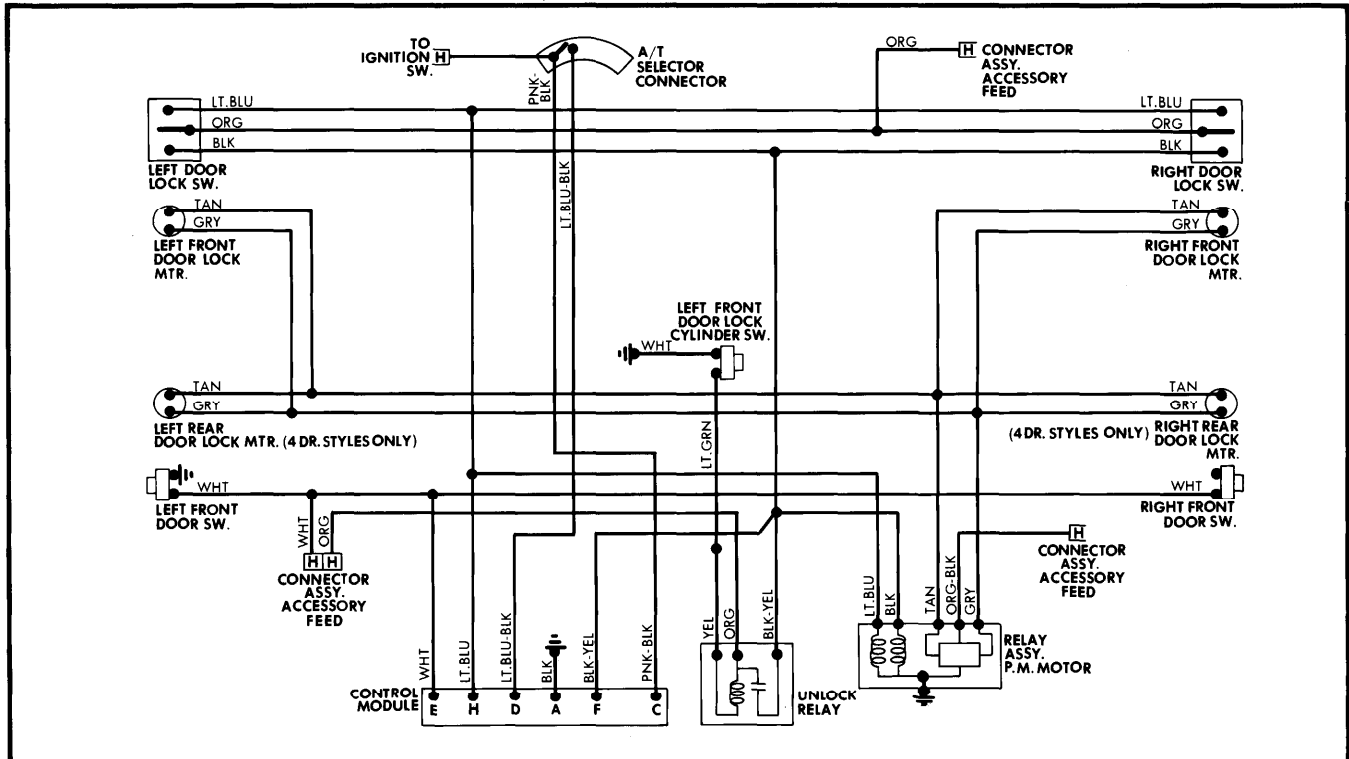 TO
IGNITION H
SW.
A/T
SELECTOR
CONNECTOR
ORG
H CONNECTOR
ASSY.
ACCESSORY
FEED
PNK-
BLK
LT.BLU
ORG
BLK
LEFT DOOR
LOCK SW.
LT.BLU
ORG
BLK
RIGHT DOOR
LOCK SW.
LT.BLU-BLK
TAN
GRY
LEFT FRONT
DOOR LOCK
MTR.
TAN
GRY
RIGHT FRONT
DOOR LOCK
MTR.
LEFT FRONT
DOOR LOCK
CYLINDER SW.
WHT
TAN
GRY
LEFT REAR
DOOR LOCK MTR. (4 DR. STYLES ONLY)
TAN
GRY
(4 DR. STYLES ONLY) RIGHT REAR
DOOR LOCK
MTR.
LT.GRN
WHT
LEFT FRONT
DOOR SW.
WHT
RIGHT FRONT
DOOR SW.
WHT
ORG
H H
CONNECTOR
ASSY.
ACCESSORY
FEED
H
CONNECTOR
ASSY.
ACCESSORY
FEED
WHT
LT.BLU
LT.BLU-BLK
BLK
BLK-YEL
PNK-BLK
YEL
ORG
BLK-YEL
LT.BLU
BLK
TAN
ORG-BLK
GRY
RELAY
ASSY.
P.M. MOTOR
CONTROL
MODULE
E H D A F C
UNLOCK
RELAY